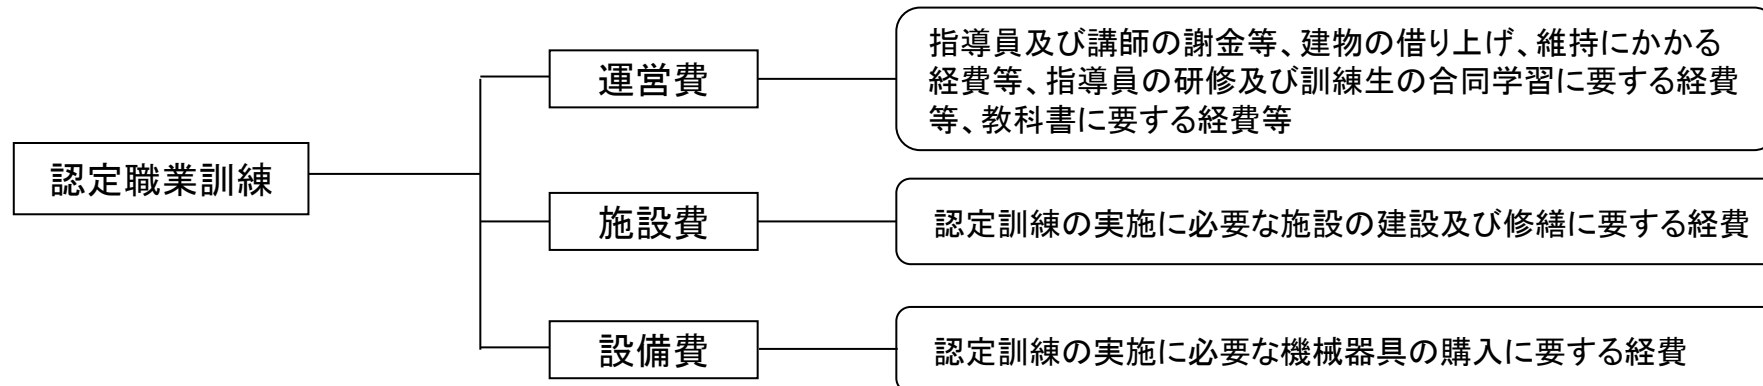 認定職業訓練
運営費
指導員及び講師の謝金等、建物の借り上げ、維持にかかる
経費等、指導員の研修及び訓練生の合同学習に要する経費
等、教科書に要する経費等
施設費
認定訓練の実施に必要な施設の建設及び修繕に要する経費
設備費
認定訓練の実施に必要な機械器具の購入に要する経費